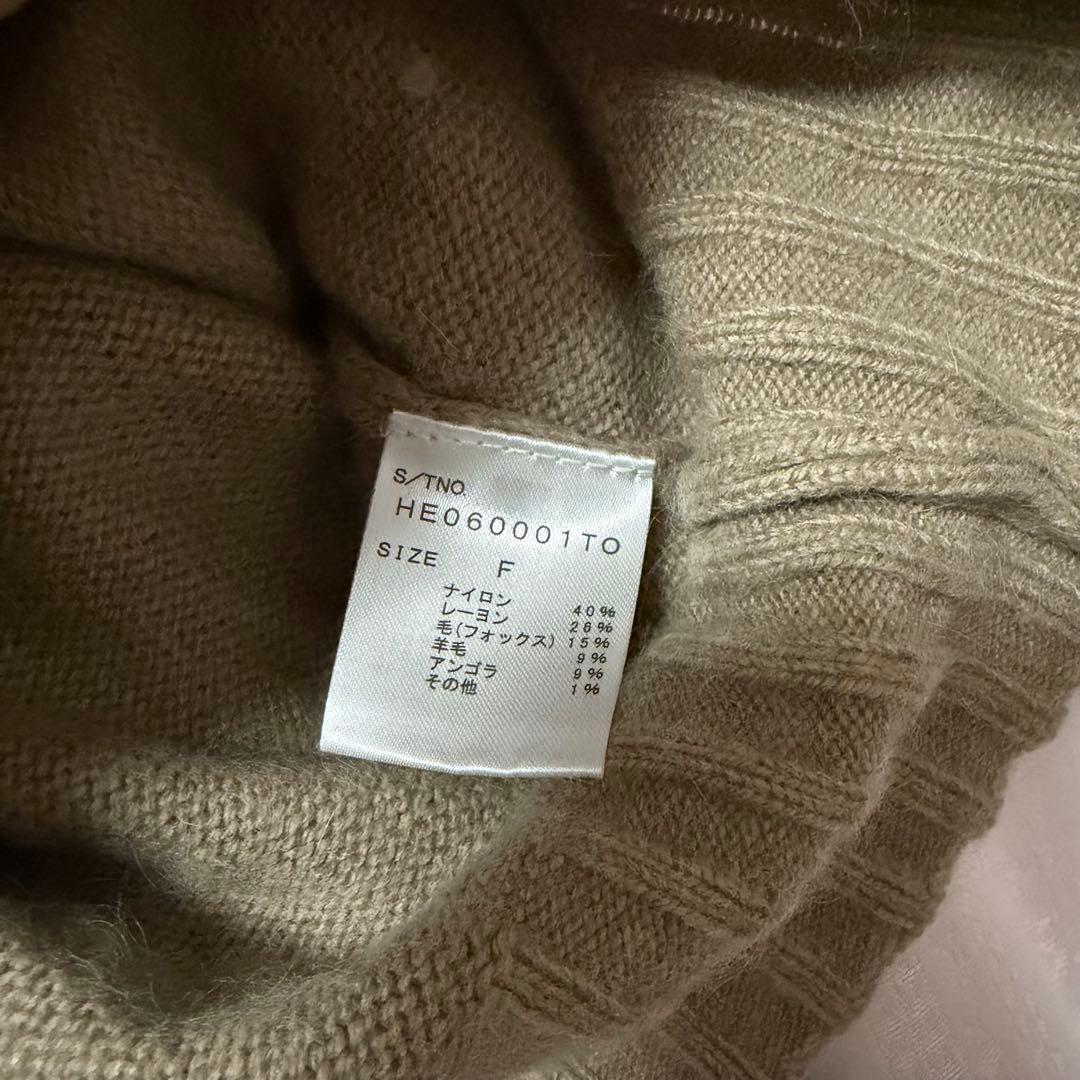 S/TNO.
HE060001TO
SIZE F
ナイロン 40%
レーヨン 26%
毛(フォックス) 15%
羊毛 9%
アンゴラ 9%
その他 1%